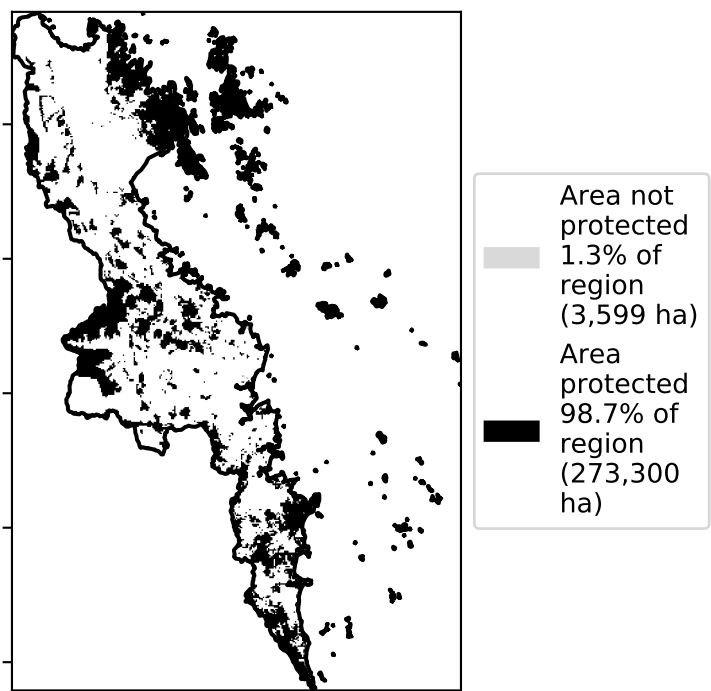 Area not
protected
1.3% of
region
(3,599 ha)
Area
protected
98.7% of
region
(273,300
ha)